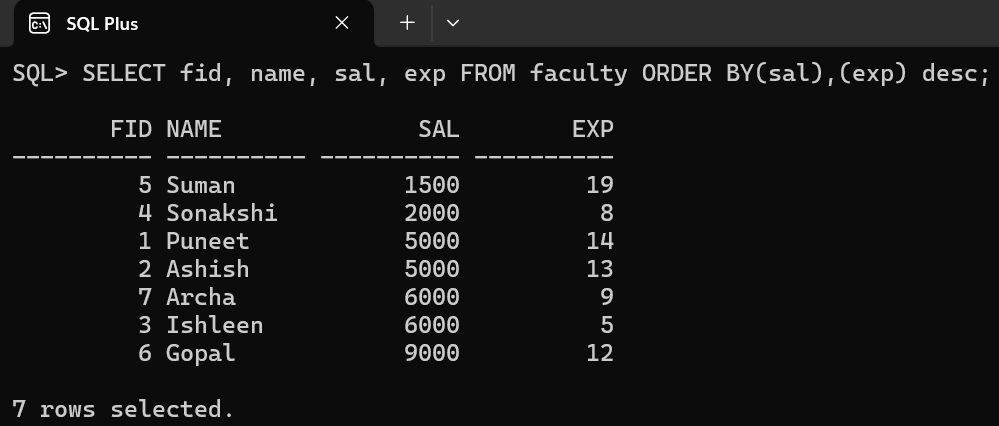 SQL Plus
SQL> SELECT fid, name, sal, exp FROM faculty ORDER BY(sal),(exp) desc;
FID NAME SAL EXP
---------- ---------- ---------- ----------
5 Suman 1500 19
4 Sonakshi 2000 8
1 Puneet 5000 14
2 Ashish 5000 13
7 Archa 6000 9
3 Ishleen 6000 5
6 Gopal 9000 12
7 rows selected.